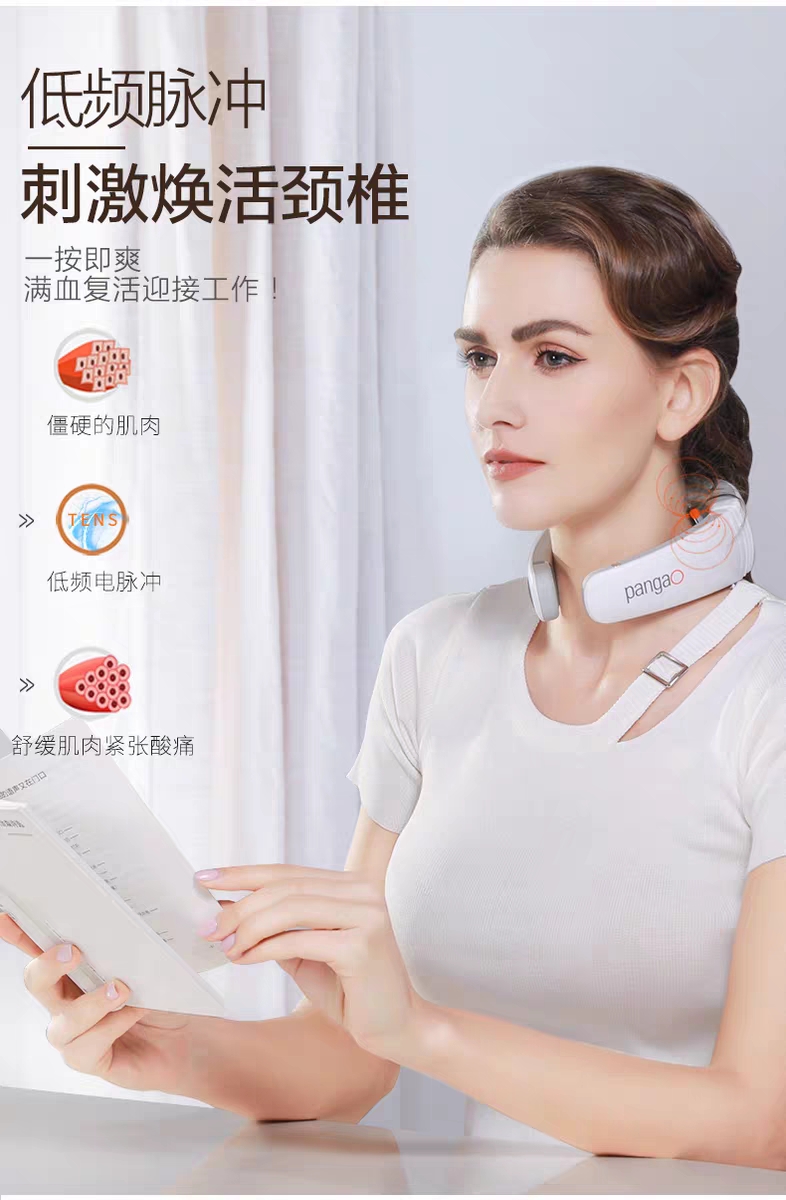 低频脉冲
刺激焕活颈椎
一按即爽
满血复活迎接工作！
僵硬的肌肉
»
TENS
低频电脉冲
pangao
»
舒缓肌肉紧张酸痛